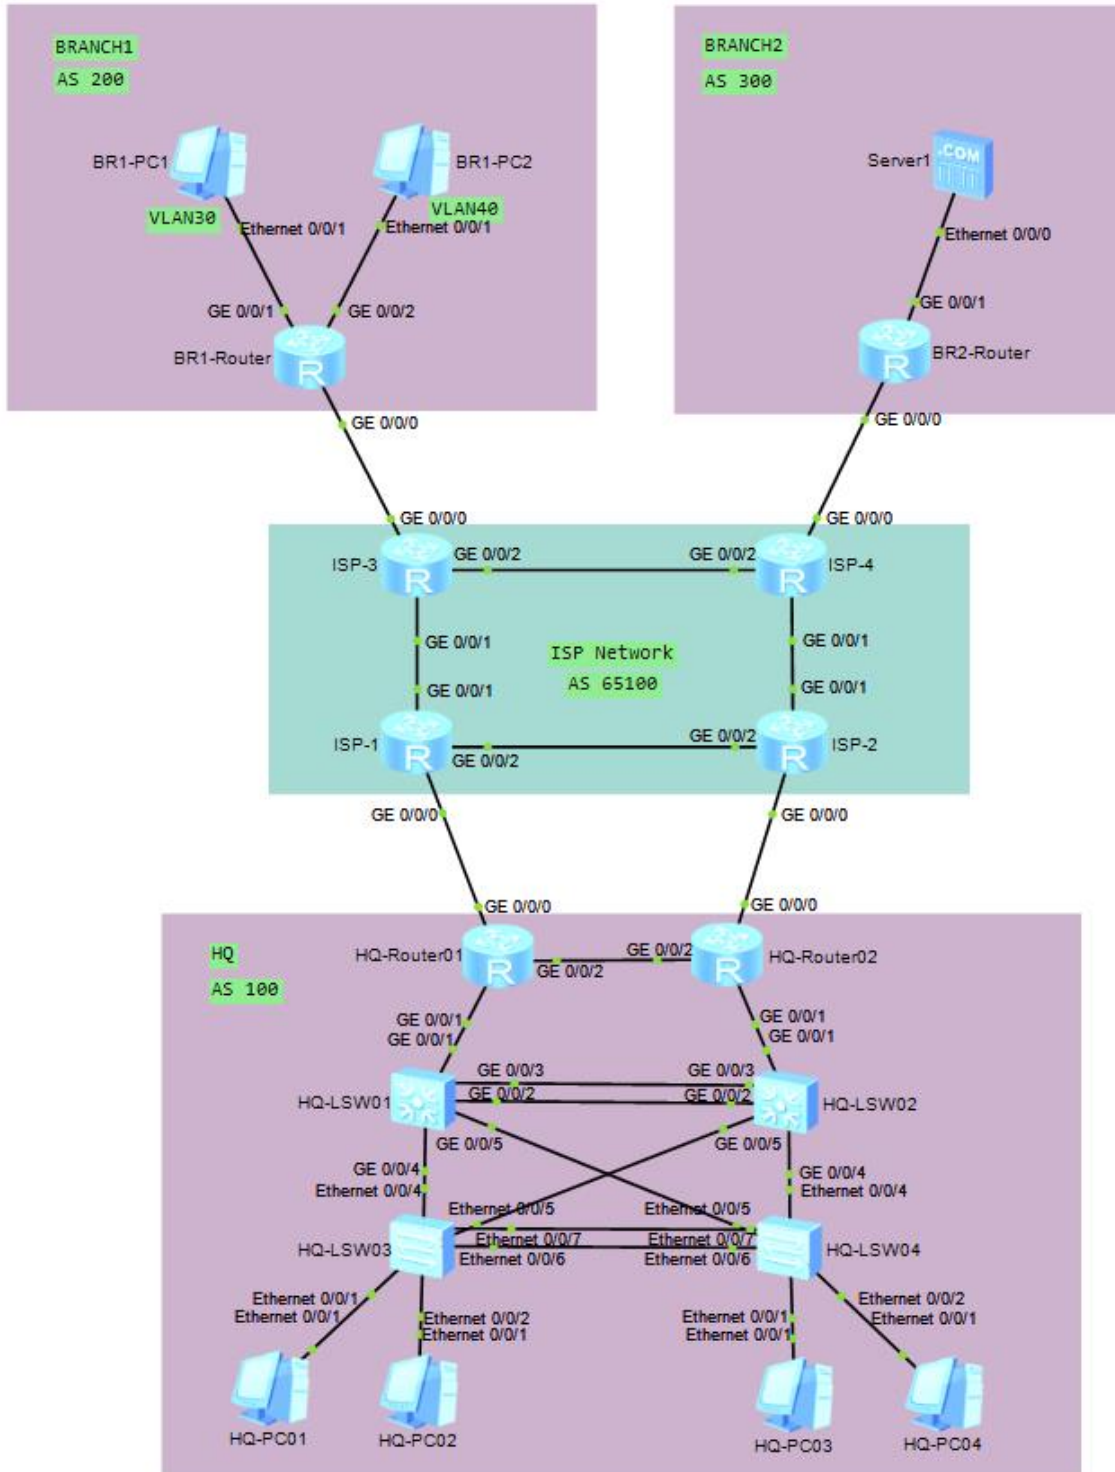 BRANCH1
AS 200
BR1-PC1
BR1-PC2
VLAN30
VLAN40
Ethernet 0/0/1
Ethernet 0/0/1
GE 0/0/1
GE 0/0/2
BR1-Router
GE 0/0/0
BRANCH2
AS 300
Server1
.COM
Ethernet 0/0/0
GE 0/0/1
R
BR2-Router
R
GE 0/0/0
GE 0/0/0
GE 0/0/0
ISP-3
R
GE 0/0/2
GE 0/0/2
R
ISP-4
GE 0/0/1
GE 0/0/1
ISP Network
AS 65100
GE 0/0/1
GE 0/0/1
ISP-1
R
GE 0/0/2
GE 0/0/2
R
ISP-2
GE 0/0/0
GE 0/0/0
GE 0/0/0
GE 0/0/0
HQ
AS 100
HQ-Router01
R
GE 0/0/2
GE 0/0/2
R
HQ-Router02
GE 0/0/1
GE 0/0/1
GE 0/0/1
GE 0/0/1
HQ-LSW01
GE 0/0/3
GE 0/0/3
GE 0/0/2
GE 0/0/2
HQ-LSW02
GE 0/0/5
GE 0/0/5
GE 0/0/4
GE 0/0/4
Ethernet 0/0/4
Ethernet 0/0/4
Ethernet 0/0/5
Ethernet 0/0/5
HQ-LSW03
Ethernet 0/0/7
Ethernet 0/0/7
Ethernet 0/0/6
Ethernet 0/0/6
HQ-LSW04
Ethernet 0/0/1
Ethernet 0/0/1
Ethernet 0/0/2
Ethernet 0/0/1
Ethernet 0/0/1
Ethernet 0/0/1
Ethernet 0/0/2
Ethernet 0/0/1
HQ-PC01
HQ-PC02
HQ-PC03
HQ-PC04